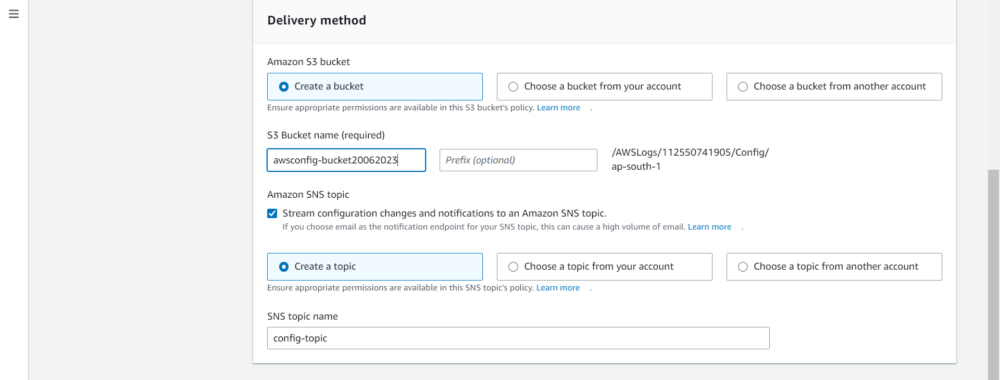 Delivery method
Amazon S3 bucket
Create a bucket
Choose a bucket from your account
Choose a bucket from another account
Ensure appropriate permissions are available in this S3 bucket's policy. Learn more .
S3 Bucket name (required)
awsconfig-bucket20062023
Prefix (optional)
/AWSLogs/112550741905/Config/
ap-south-1
Amazon SNS topic
Stream configuration changes and notifications to an Amazon SNS topic.
If you choose email as the notification endpoint for your SNS topic, this can cause a high volume of email. Learn more .
Create a topic
Choose a topic from your account
Choose a topic from another account
Ensure appropriate permissions are available in this SNS topic's policy. Learn more .
SNS topic name
config-topic